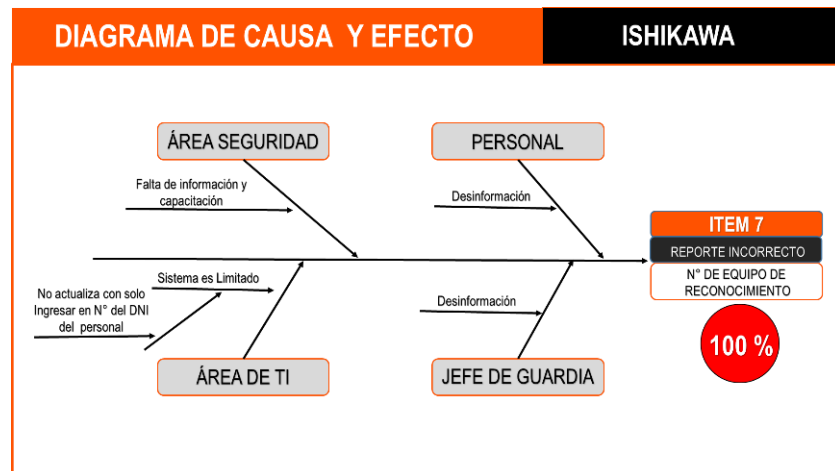 DIAGRAMA DE CAUSA Y EFECTO
ISHIKAWA
ÁREA SEGURIDAD
PERSONAL
Falta de información y
capacitación
Desinformación
ITEM 7
REPORTE INCORRECTO
N° DE EQUIPO DE
RECONOCIMIENTO
100 %
Sistema es Limitado
No actualiza con solo
Ingresar en N° del DNI
del personal
Desinformación
ÁREA DE TI
JEFE DE GUARDIA